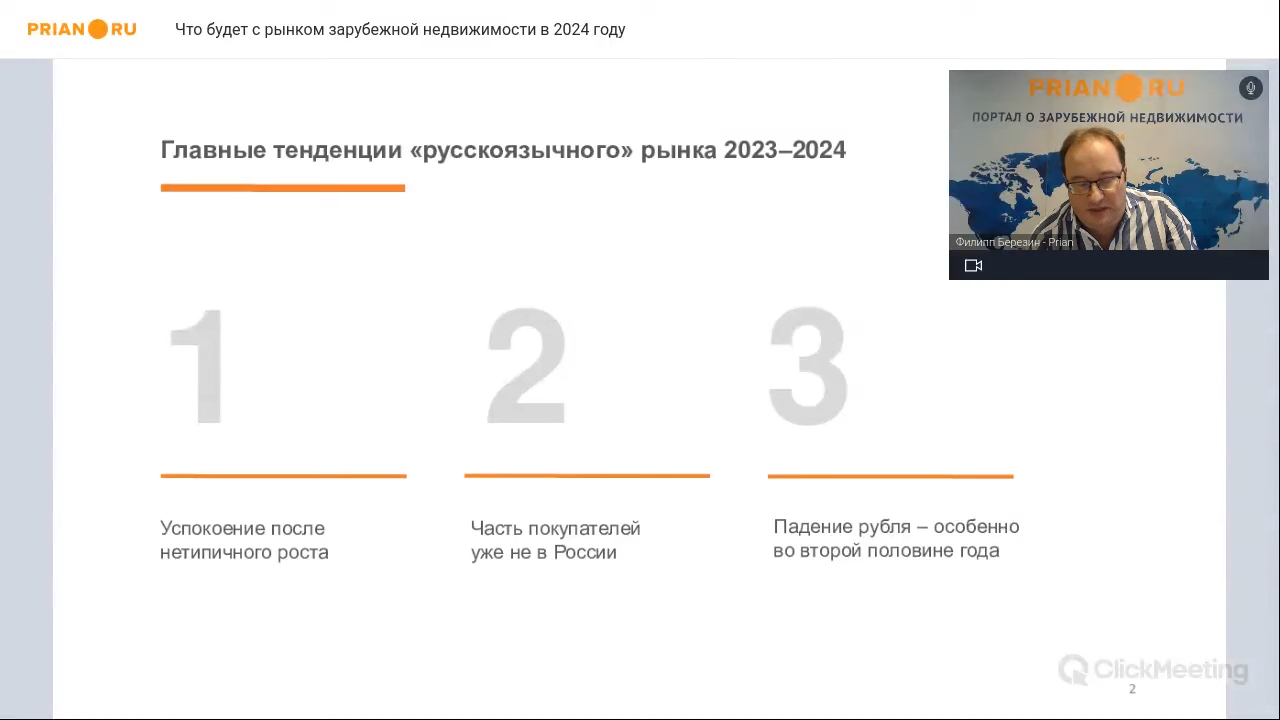 PRIAN RU
Что будет с рынком зарубежной недвижимости в 2024 году
PRIAN RU
ПОРТАЛ О ЗАРУБЕЖНОЙ НЕДВИЖИМОСТИ
Филипп Березин - Prian
Главные тенденции «русскоязычного» рынка 2023–2024
1
2
3
Успокоение после
нетипичного роста
Часть покупателей
уже не в России
Падение рубля – особенно
во второй половине года
ClickMeeting
2